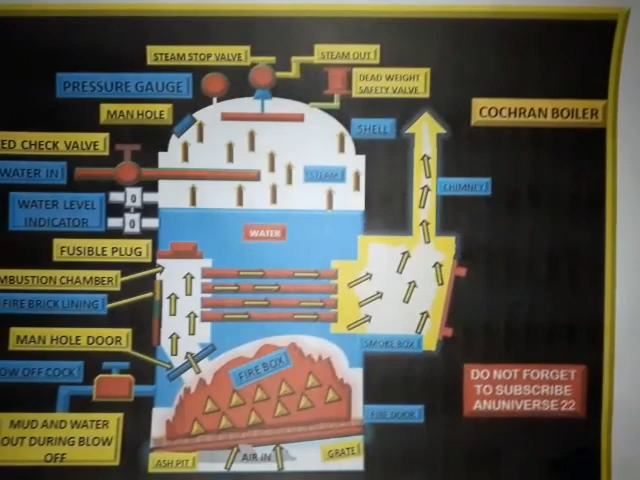 STEAM STOP VALVE
STEAM OUT
PRESSURE GAUGE
DEAD WEIGHT
SAFETY VALVE
MAN HOLE
COCHRAN BOILER
SHELL
ED CHECK VALVE
WATER IN
STEAM
CHIMNEY
WATER LEVEL
INDICATOR
0
0
WATER
FUSIBLE PLUG
MBUSTION CHAMBER
FIRE BRICK LINING
MAN HOLE DOOR
SMOKE BOX
OW OFF COCK
FIRE BOX
DO NOT FORGET
TO SUBSCRIBE
ANUNIVERSE 22
FIRE DOOR
MUD AND WATER
OUT DURING BLOW
OFF
ASH PIT
AIR IN
GRATE